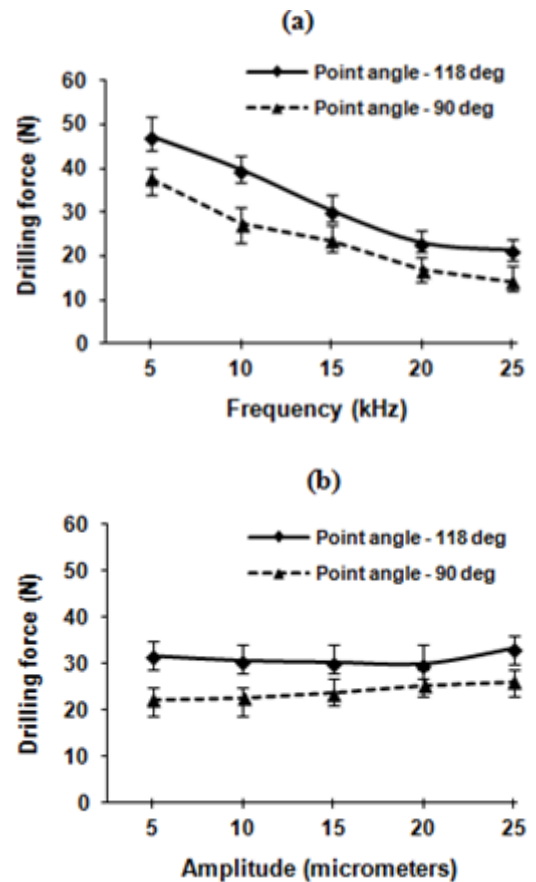 (a)
Point angle - 118 deg
Point angle - 90 deg
Drilling force (N)
60
50
40
30
20
10
0
5 10 15 20 25
Frequency (kHz)
(b)
Point angle - 118 deg
Point angle - 90 deg
Drilling force (N)
60
50
40
30
20
10
0
5 10 15 20 25
Amplitude (micrometers)